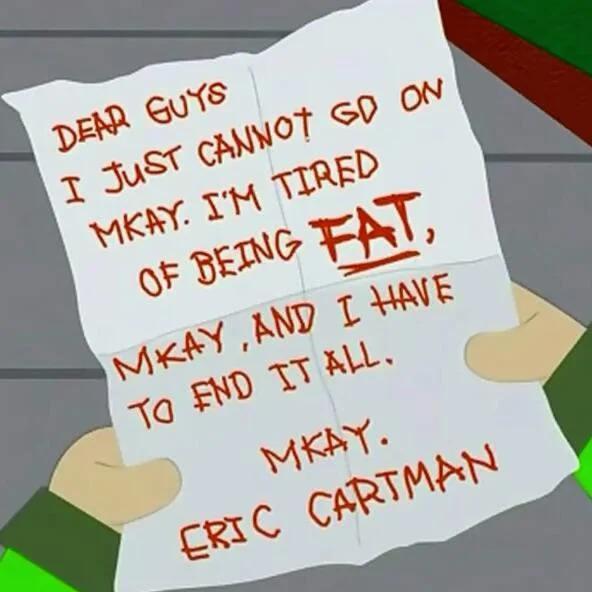 DEAR GUYS
I JUST CANNOT GO ON
MKAY. I'M TIRED
OF BEING FAT,
MKAY, AND I HAVE
TO END IT ALL.
MKAY.
ERIC CARTMAN